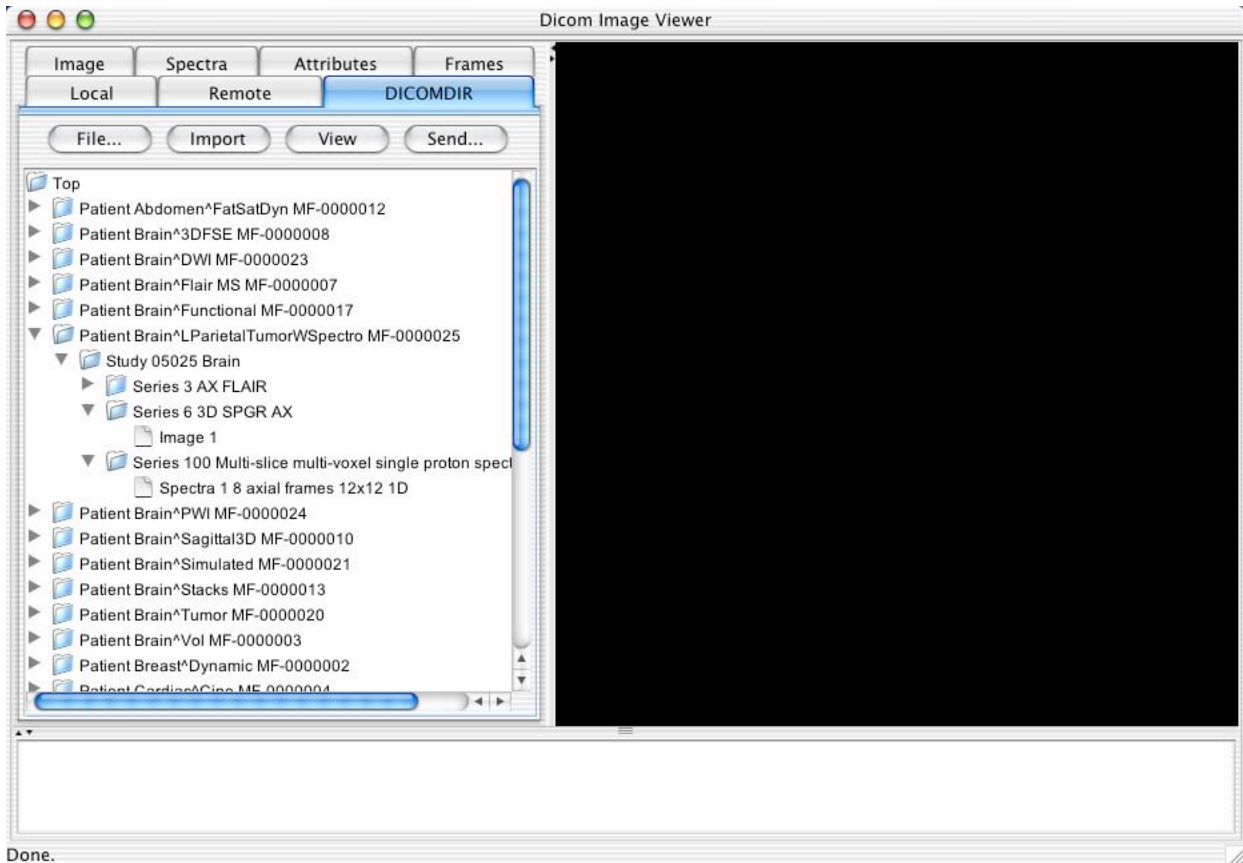 Dicom Image Viewer
Image Spectra Attributes Frames
Local Remote DICOMDIR
File... Import View Send...
Top
Patient Abdomen^FatSatDyn MF-0000012
Patient Brain^3DFSE MF-0000008
Patient Brain^DWI MF-0000023
Patient Brain^Flair MS MF-0000007
Patient Brain^Functional MF-0000017
Patient Brain^LParietalTumorWSpectro MF-0000025
Study 05025 Brain
Series 3 AX FLAIR
Series 6 3D SPGR AX
Image 1
Series 100 Multi-slice multi-voxel single proton spect
Spectra 1 8 axial frames 12x12 1D
Patient Brain^PWI MF-0000024
Patient Brain^Sagittal3D MF-0000010
Patient Brain^Simulated MF-0000021
Patient Brain^Stacks MF-0000013
Patient Brain^Tumor MF-0000020
Patient Brain^Vol MF-0000003
Patient Breast^Dynamic MF-0000002
Patient Cardiac^Cine MF-0000004
Done.